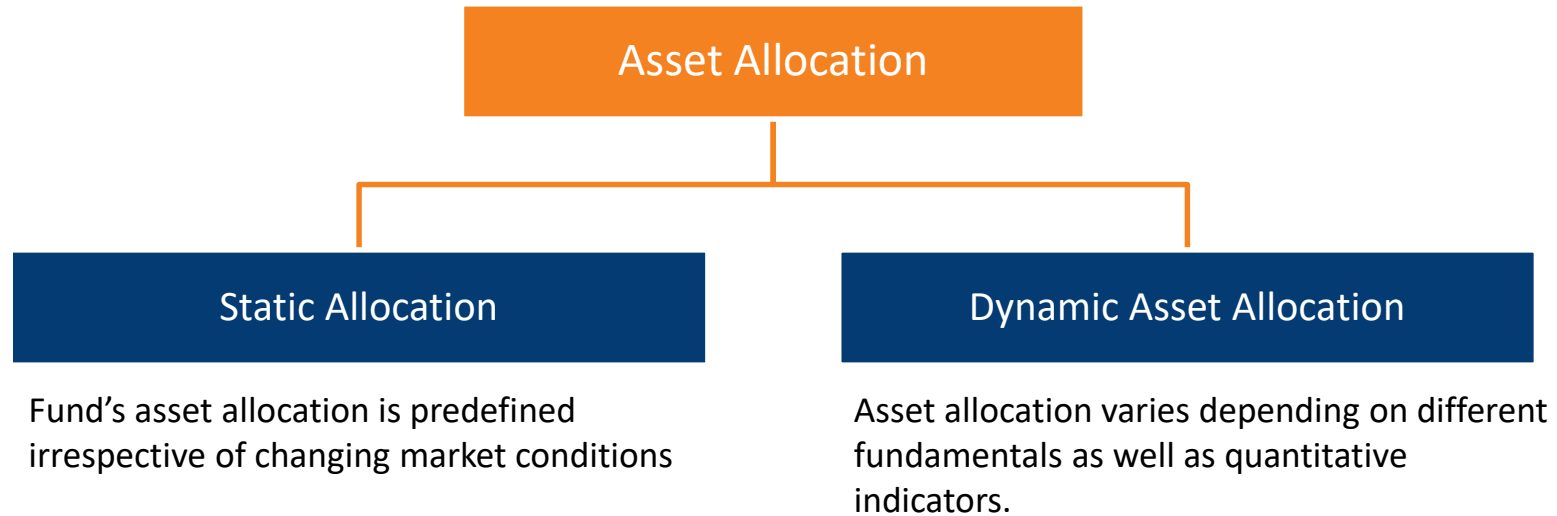 Asset Allocation
Static Allocation
Fund’s asset allocation is predefined
irrespective of changing market conditions
Dynamic Asset Allocation
Asset allocation varies depending on different
fundamentals as well as quantitative
indicators.